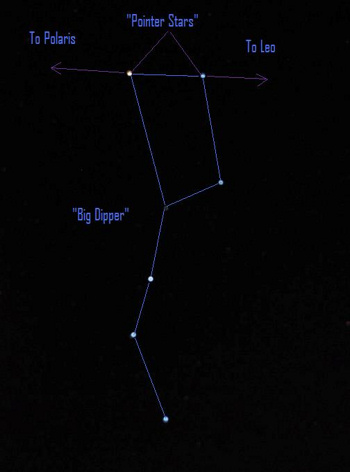 "Pointer Stars"
To Polaris
To Leo
"Big Dipper"